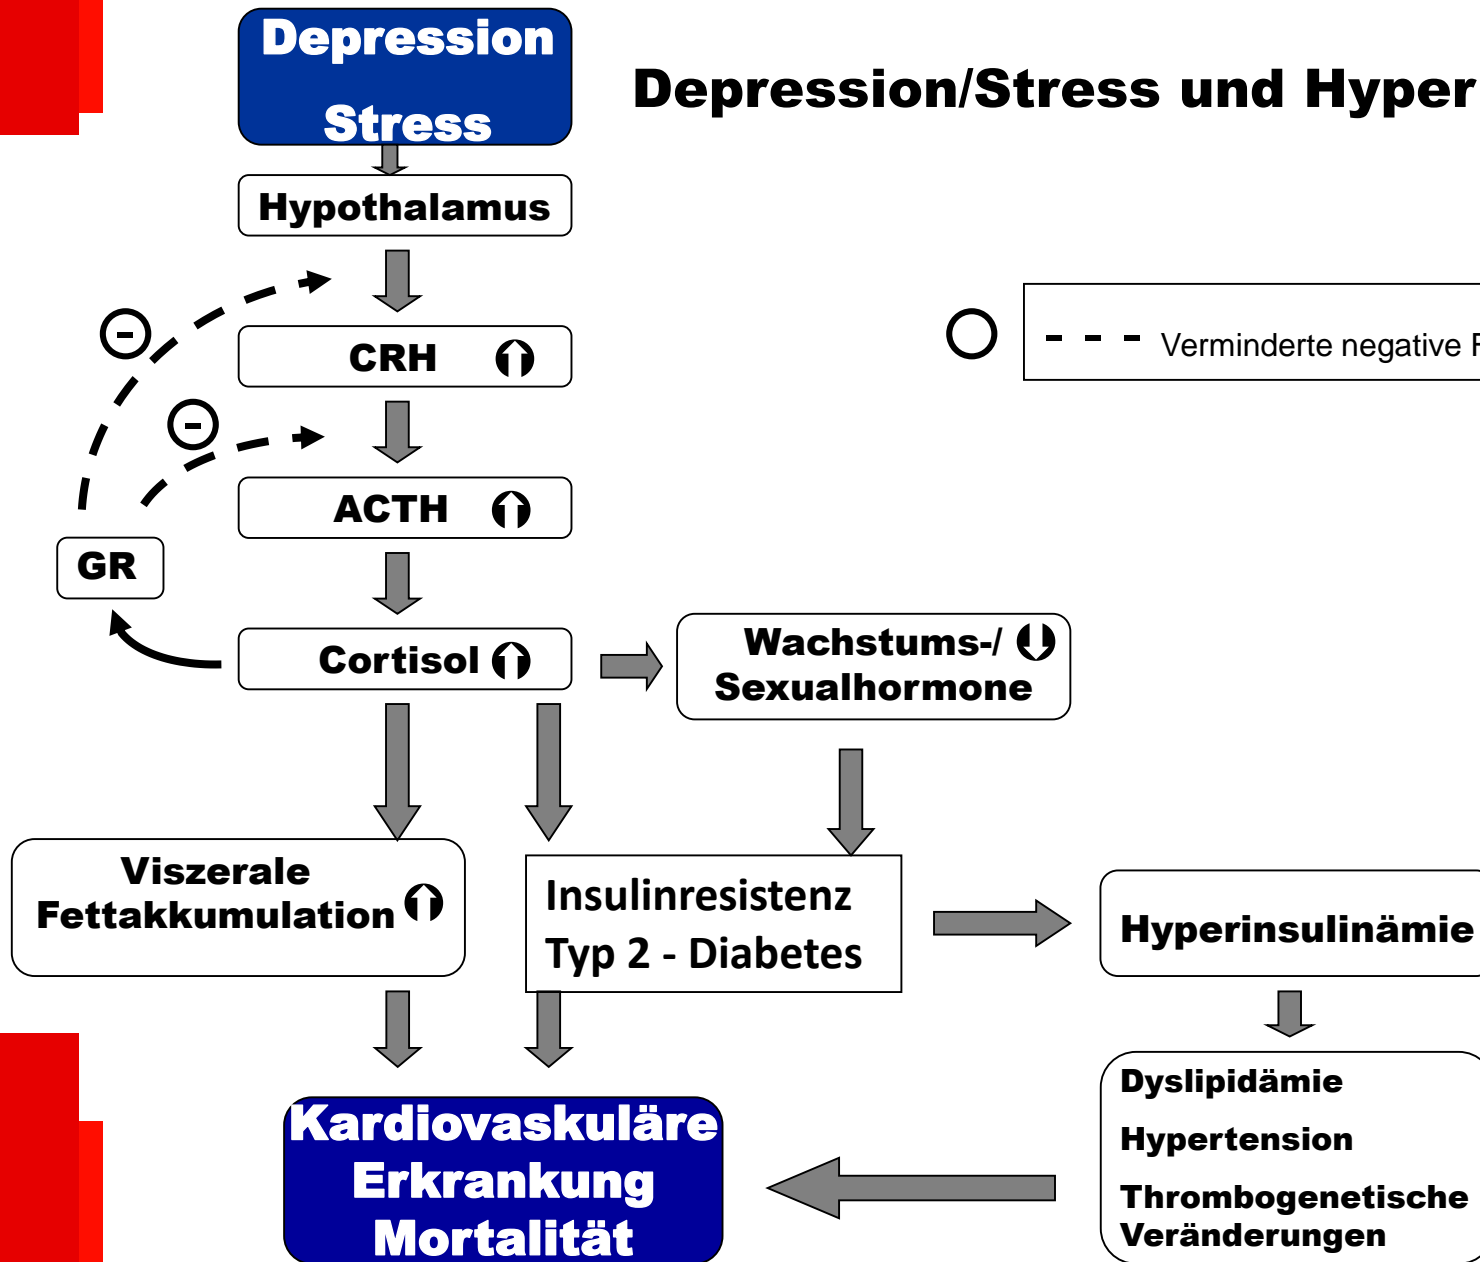 Depression
Stress
Depression/Stress und Hyper
Hypothalamus
-
CRH
Verminderte negative
-
ACTH
GR
Cortisol
Wachstums-/
Sexualhormone
Viszerale
Fettakkumulation
Insulinresistenz
Typ 2 - Diabetes
Hyperinsulinämie
Kardiovaskuläre
Erkrankung
Mortalität
Dyslipidämie
Hypertension
Thrombogenetische
Veränderungen